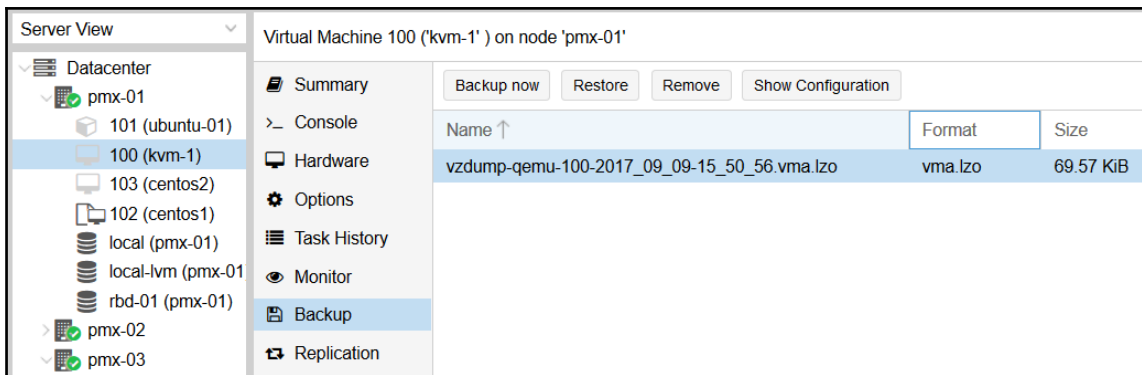 Server View
Virtual Machine 100 ('kvm-1' ) on node 'pmx-01'
Datacenter
pmx-01
101 (ubuntu-01)
100 (kvm-1)
103 (centos2)
102 (centos1)
local (pmx-01)
local-lvm (pmx-01
rbd-01 (pmx-01)
pmx-02
pmx-03
Summary
Console
Hardware
Options
Task History
Monitor
Backup
Replication
Backup now Restore Remove Show Configuration
Name Format Size
vzdump-qemu-100-2017_09_09-15_50_56.vma.lzo vma.lzo 69.57 KiB